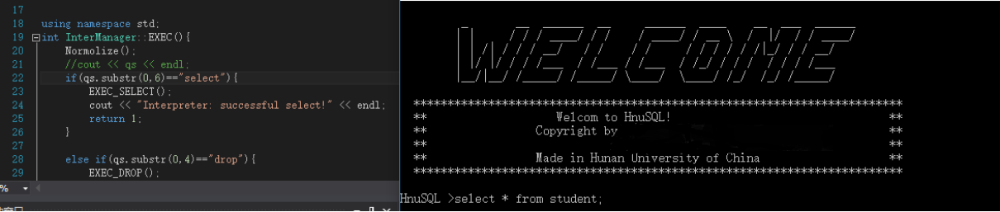 17
18 using namespace std;
19 int InterManager::EXEC(){
20 Normolize();
21 //cout << qs << endl;
22 if(qs.substr(0,6)=="select"){
23 EXEC_SELECT();
24 cout << "Interpreter: successful select!" << endl;
25 return 1;
26 }
27
28 else if(qs.substr(0,4)=="drop"){
29 EXEC_DROP();
%
WELCOME
*************************************************************************
** Welcom to HnuSQL! **
** Copyright by **
** **
** Made in Hunan University of China **
*************************************************************************
HnuSQL >select * from student;